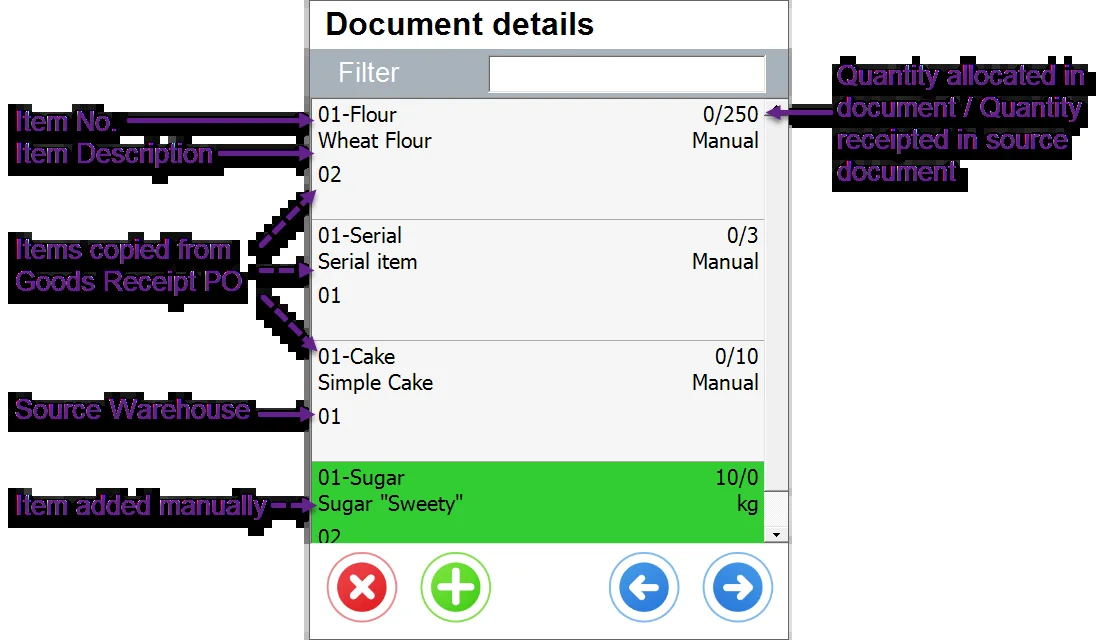 Document details
Filter
01-Flour 0/250
Wheat Flour Manual
02
01-Serial 0/3
Serial item Manual
01
01-Cake 0/10
Simple Cake Manual
01
01-Sugar 10/0
Sugar "Sweety" kg
02
Item No.
Item Description
Items copied from
Goods Receipt PO
Source Warehouse
Item added manually
Quantity allocated in
document / Quantity
receipted in source
document